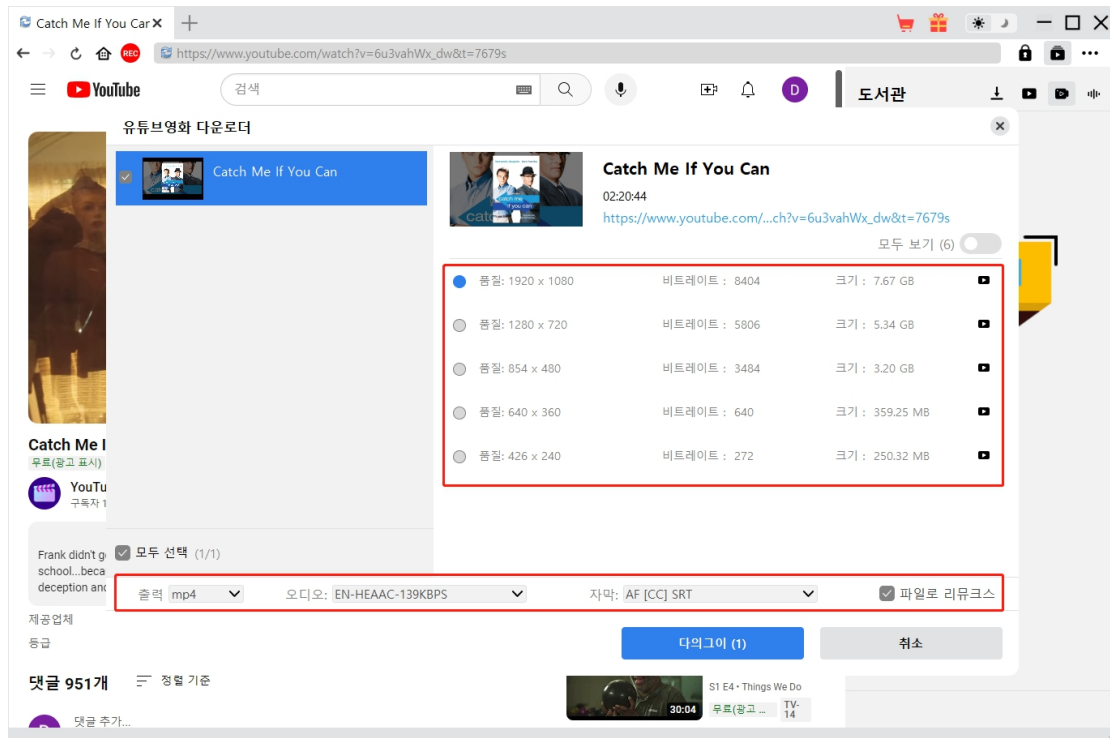 Catch Me If You Car
REC
https://www.youtube.com/watch?v=6u3vahWx_dw&t=7679s
YouTube
검색
D
도서관
유튜브영화 다운로더
Catch Me If You Can
Catch Me If You Can
02:20:44
https://www.youtube.com/...ch?v=6u3vahWx_dw&t=7679s
모두 보기 (6)
품질: 1920 x 1080 비트레이트 : 8404 크기 : 7.67 GB
품질: 1280 x 720 비트레이트 : 5806 크기 : 5.34 GB
품질: 854 x 480 비트레이트 : 3484 크기 : 3.20 GB
품질: 640 x 360 비트레이트 : 640 크기 : 359.25 MB
품질: 426 x 240 비트레이트 : 272 크기 : 250.32 MB
Catch Me I
무료(광고 표시)
YouTu
구독자 1
Frank didn't g
school...beca
deception and
모두 선택 (1/1)
출력 mp4 오디오: EN-HEAAC-139KBPS 자막: AF [CC] SRT 파일로 리뮤크스
제공업체
등급
다의그이 (1) 취소
댓글 951개 정렬 기준
댓글 추가...
30:04
S1 E4 • Things We Do
무료(광고 ...
TV-
14